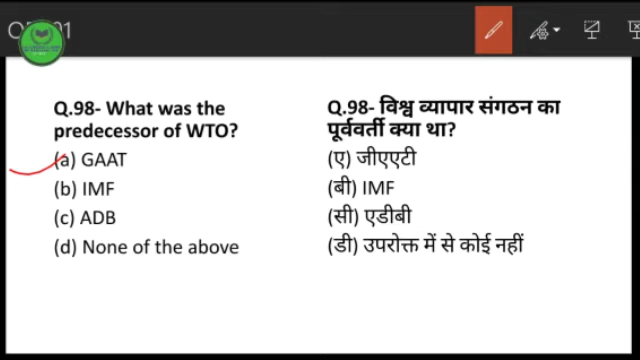 Q.98- What was the
predecessor of WTO?
(a) GAAT
(b) IMF
(c) ADB
(d) None of the above
Q.98- विश्व व्यापार संगठन का
पूर्ववर्ती क्या था?
(ए) जीएएटी
(बी) IMF
(सी) एडीबी
(डी) उपरोक्त में से कोई नहीं